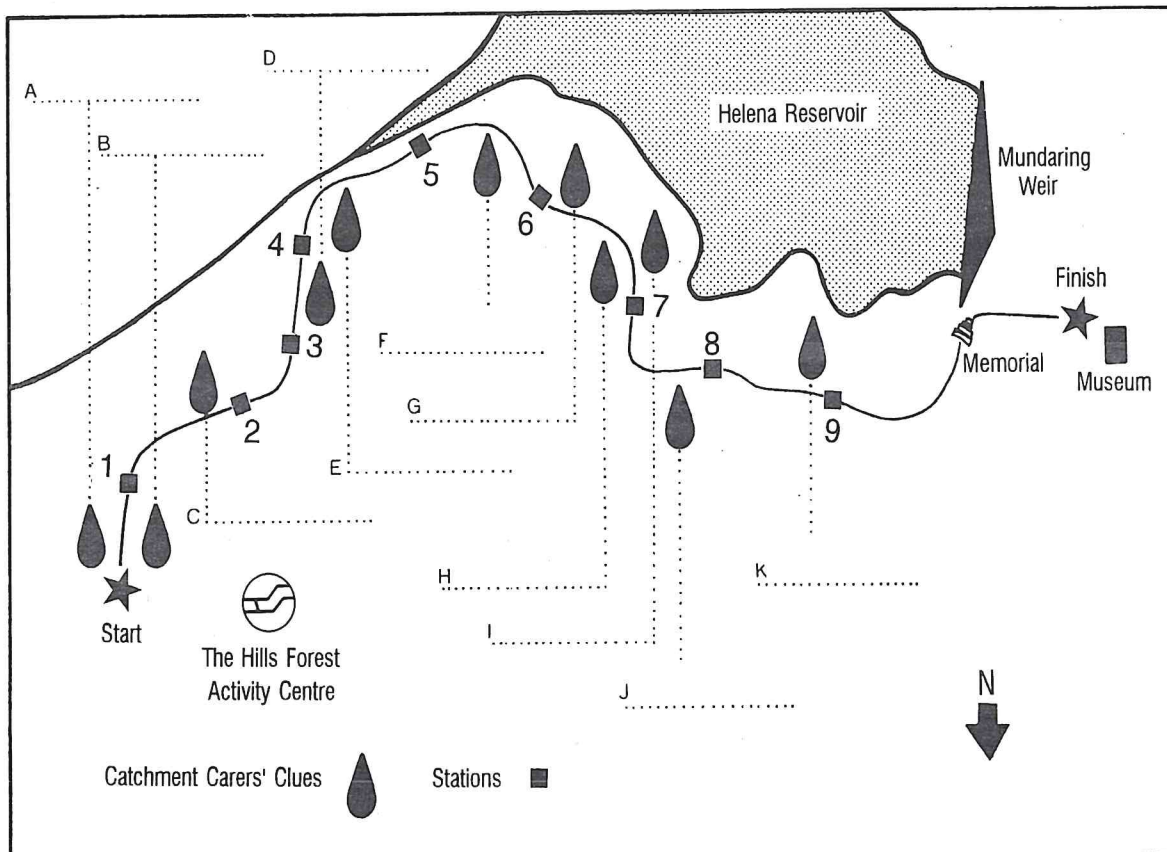 D
A
Helena Reservoir
B
5
Mundaring
Weir
6
4
Finish
7
3
F
8
Memorial
Museum
G
9
2
1
E
C
H
K
Start
I
The Hills Forest
Activity Centre
N
J
Catchment Carers' Clues
Stations